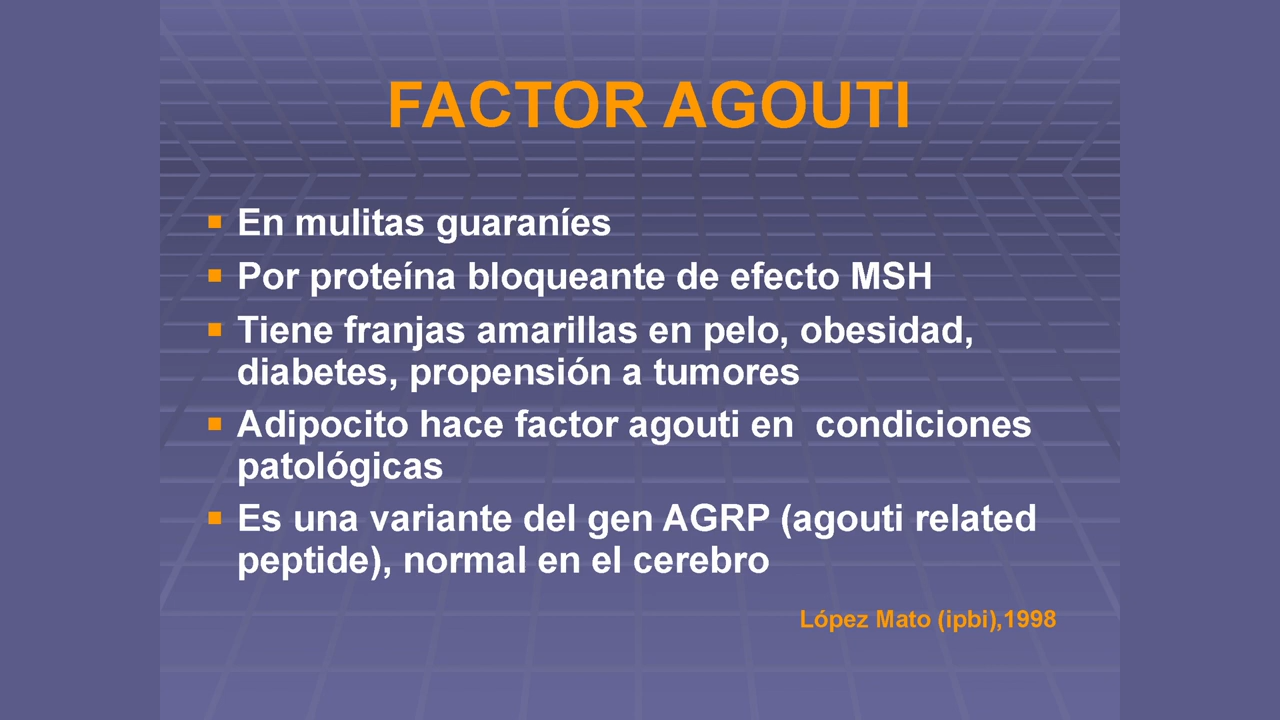 FACTOR AGOUTI
En mulitas guaraníes
Por proteína bloqueante de efecto MSH
Tiene franjas amarillas en pelo, obesidad,
diabetes, propensión a tumores
Adipocito hace factor agouti en  condiciones
patológicas
Es una variante del gen AGRP (agouti related
peptide), normal en el cerebro
López Mato (ipbi),1998